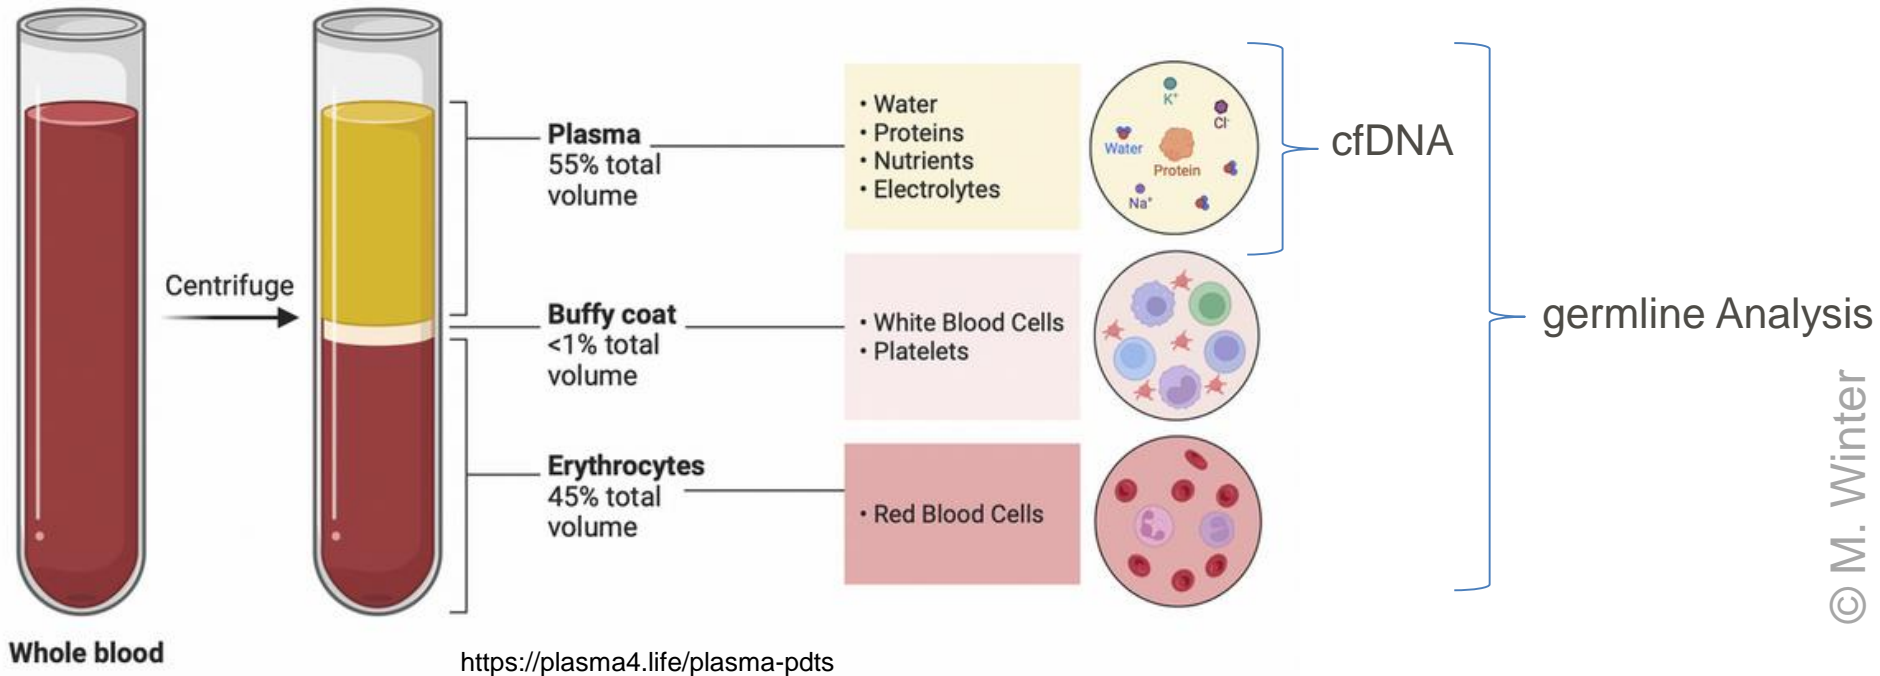 Whole blood
Centrifuge
Plasma
55% total
volume
Buffy coat
<1% total
volume
Erythrocytes
45% total
volume
• Water
• Proteins
• Nutrients
• Electrolytes
• White Blood Cells
• Platelets
• Red Blood Cells
K⁺
Cl⁻
Water
Protein
Na⁺
cfDNA
germline Analysis
© M. Winter
https://plasma4.life/plasma-pdts